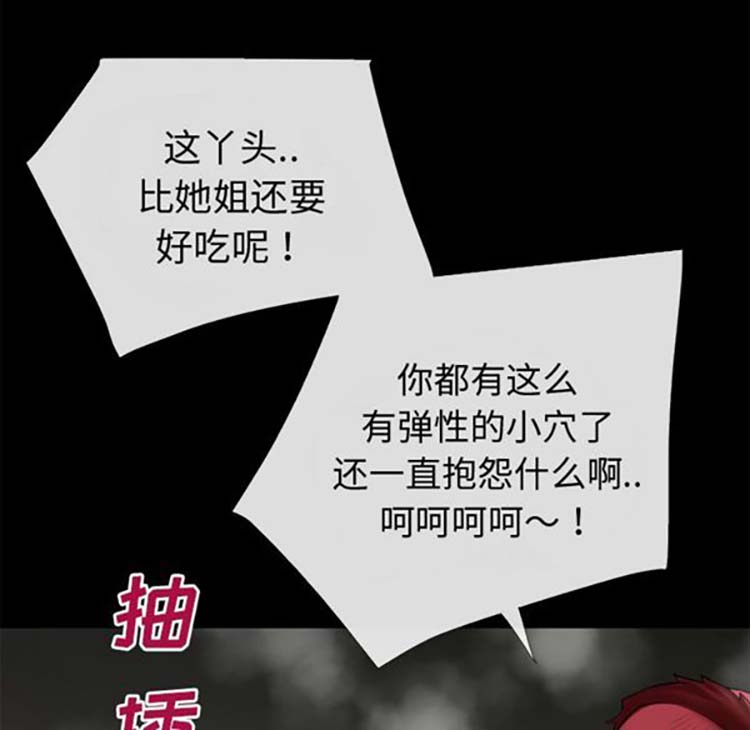 这丫头..
比她姐还要
好吃呢！
你都有这么
有弹性的小穴了
还一直抱怨什么啊..
呵呵呵呵～！
抽
插